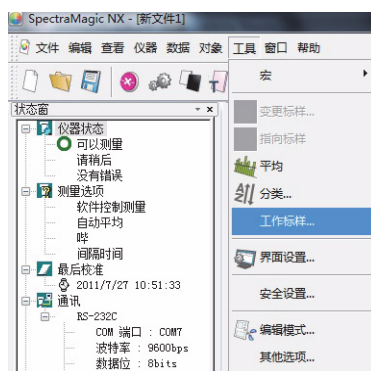 SpectraMagic NX - [新文件1]
文件 编辑 查看 仪器 数据 对象 工具 窗口 帮助
状态窗
仪器状态
可以测量
请稍后
没有错误
测量选项
软件控制测量
自动平均
哔
间隔时间
最后校准
2011/7/27 10:51:33
通讯
RS-232C
COM 端口 : COM7
波特率 : 9600bps
数据位 : 8bits
宏
变更标样...
指向标样
平均
分类...
工作标样...
界面设置...
安全设置...
编辑模式...
其他选项...